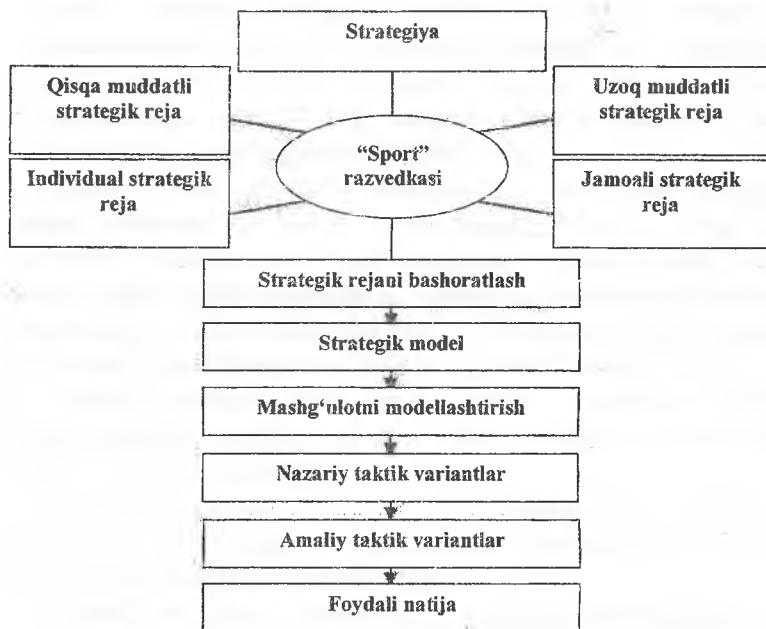 Strategiya
Qisqa muddatli
strategik reja
Uzoq muddatli
strategik reja
“Sport”
razvedkasi
Individual strategik
reja
Jamoali strategik
reja
Strategik rejani bashoratlash
Strategik model
Mashg‘ulotni modellashtirish
Nazariy taktik variantlar
Amaliy taktik variantlar
Foydali natija